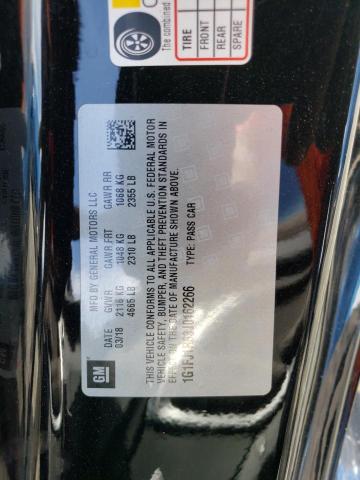 The combined
TIRE
FRONT
REAR
SPARE
GM
MFD BY GENERAL MOTORS LLC
03/18 GVWR GAWR FRT GAWR RR
2116 KG 1048 KG 1068 KG
4665 LB 2310 LB 2355 LB
THIS VEHICLE CONFORMS TO ALL APPLICABLE U.S. FEDERAL MOTOR
VEHICLE SAFETY, BUMPER, AND THEFT PREVENTION STANDARDS IN
EFFECT ON THE DATE OF MANUFACTURE SHOWN ABOVE.
TYPE: PASS CAR